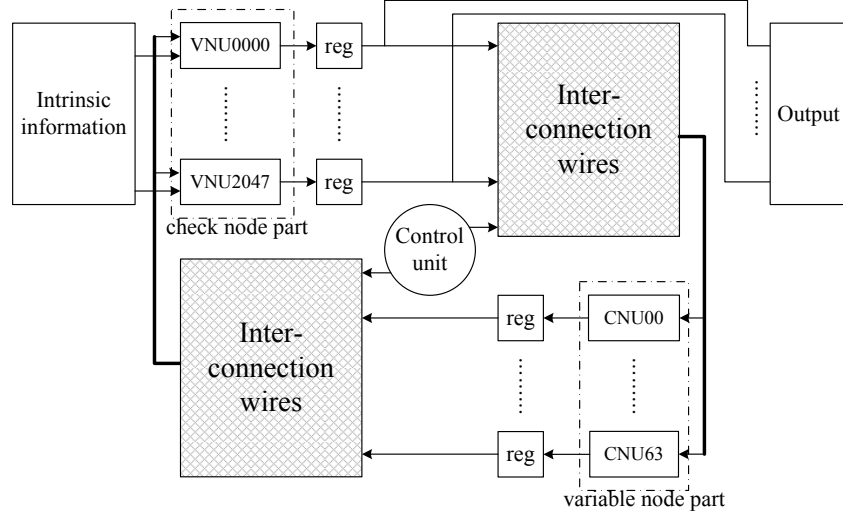 VNU0000
reg
Intrinsic
information
Inter-
connection
wires
Output
VNU2047
reg
check node part
Control
unit
Inter-
connection
wires
reg
CNU00
reg
CNU63
variable node part